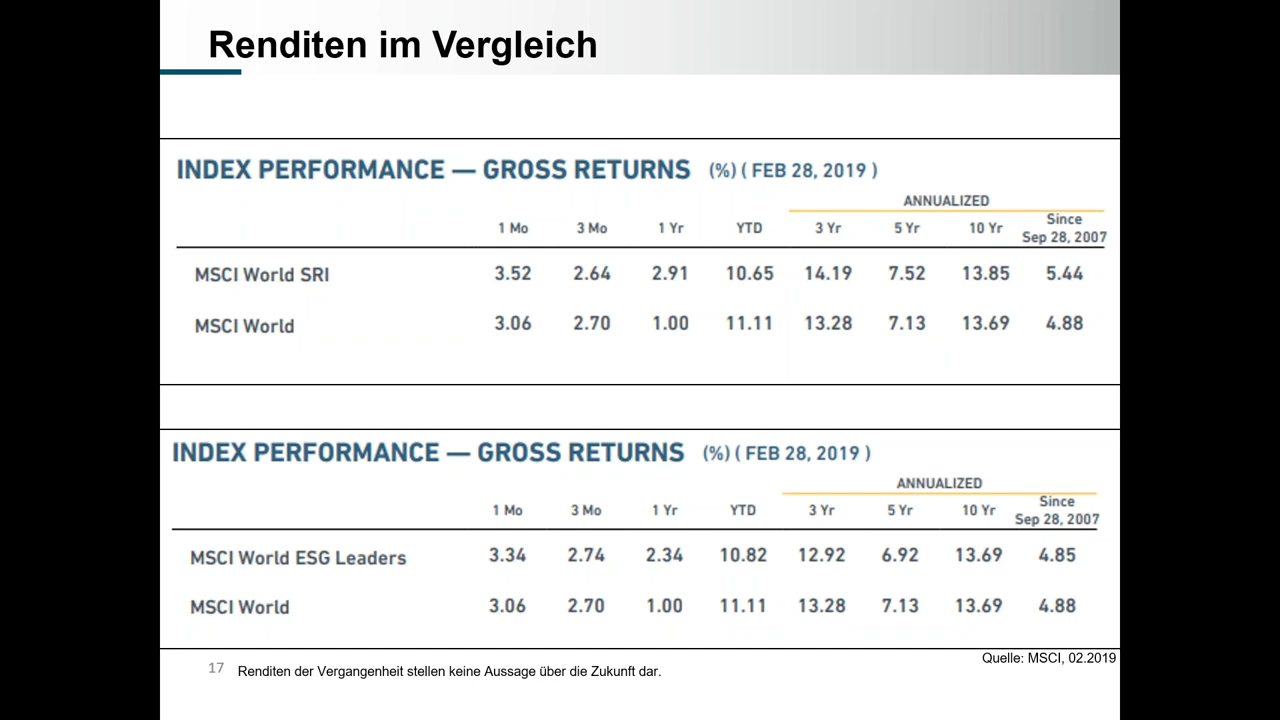 Renditen im Vergleich
INDEX PERFORMANCE — GROSS RETURNS (%) ( FEB 28, 2019 )
ANNUALIZED
1 Mo 3 Mo 1 Yr YTD 3 Yr 5 Yr 10 Yr Since
Sep 28, 2007
MSCI World SRI 3.52 2.64 2.91 10.65 14.19 7.52 13.85 5.44
MSCI World 3.06 2.70 1.00 11.11 13.28 7.13 13.69 4.88
INDEX PERFORMANCE — GROSS RETURNS (%) ( FEB 28, 2019 )
ANNUALIZED
1 Mo 3 Mo 1 Yr YTD 3 Yr 5 Yr 10 Yr Since
Sep 28, 2007
MSCI World ESG Leaders 3.34 2.74 2.34 10.82 12.92 6.92 13.69 4.85
MSCI World 3.06 2.70 1.00 11.11 13.28 7.13 13.69 4.88
Quelle: MSCI, 02.2019
17 Renditen der Vergangenheit stellen keine Aussage über die Zukunft dar.